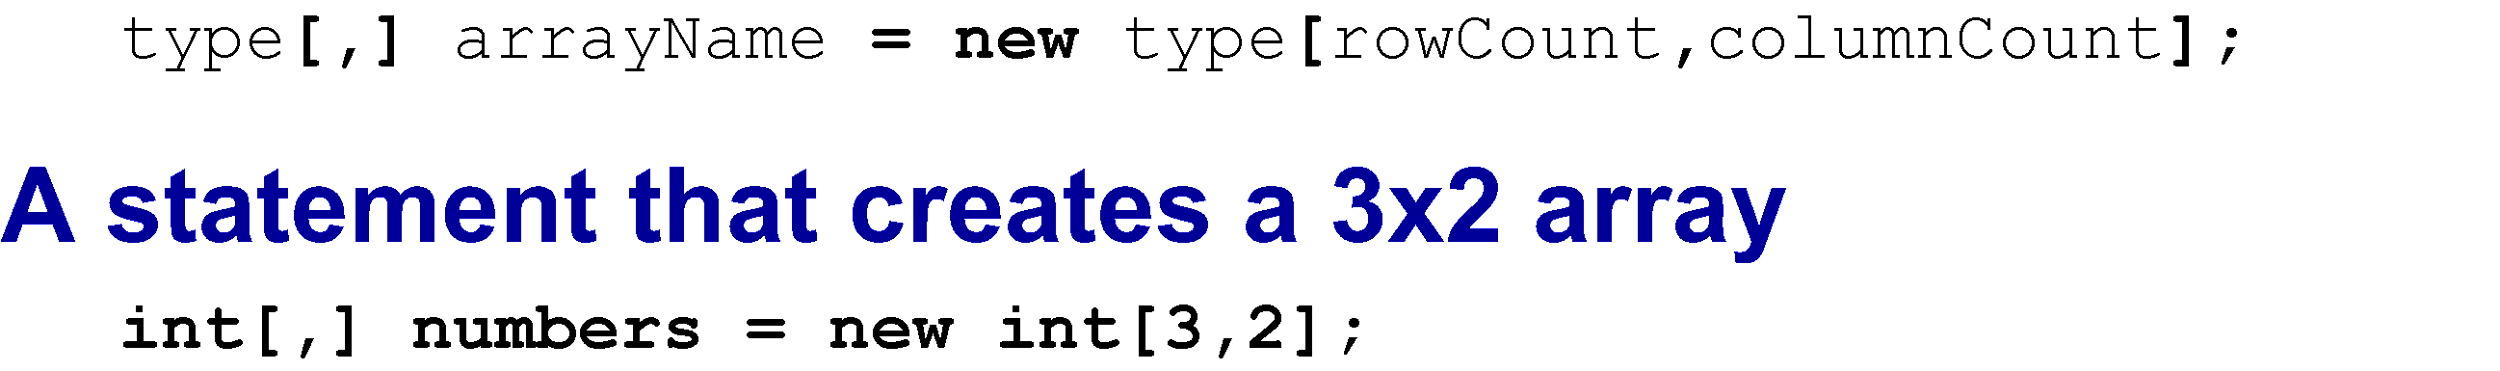 type[,] arrayName = new type[rowCount,columnCount];
A statement that creates a 3x2 array
int[,] numbers = new int[3,2];